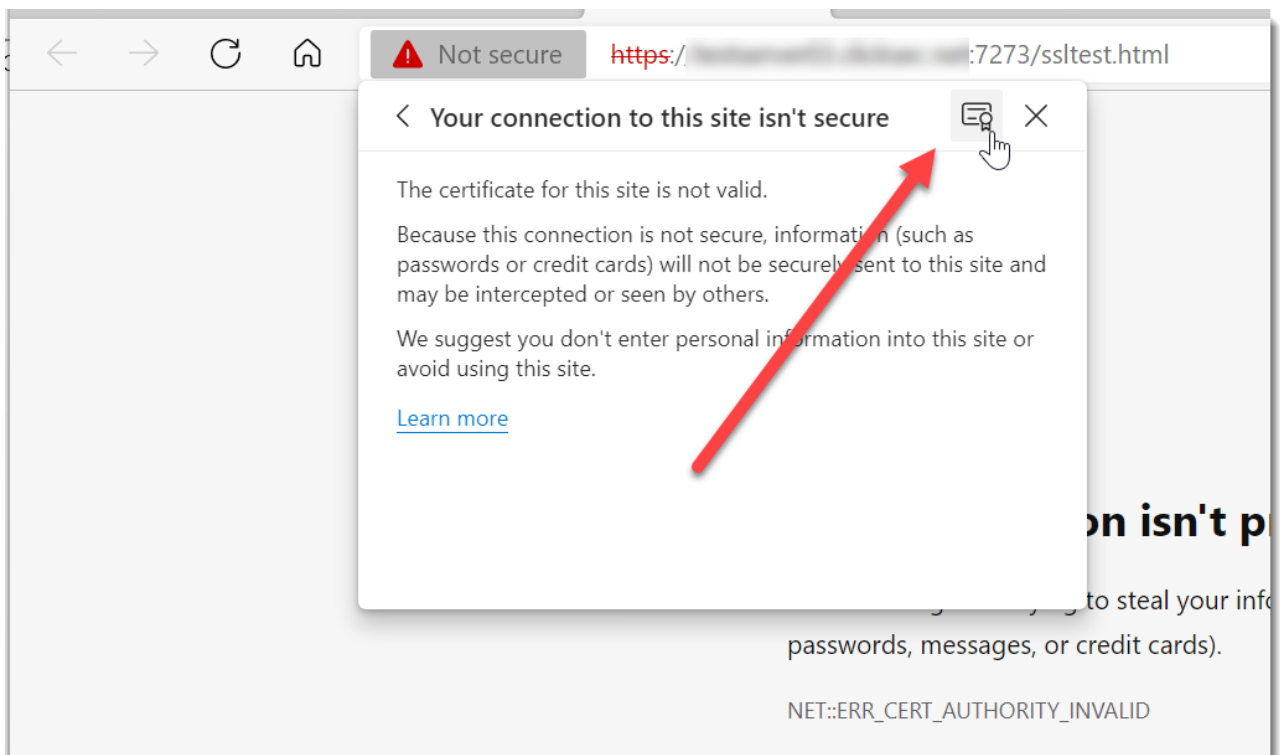 Not secure https:/ :7273/ssltest.html
Your connection to this site isn't secure
The certificate for this site is not valid.
Because this connection is not secure, information (such as
passwords or credit cards) will not be securely sent to this site and
may be intercepted or seen by others.
We suggest you don't enter personal information into this site or
avoid using this site.
Learn more
on isn't p
to steal your info
passwords, messages, or credit cards).
NET::ERR_CERT_AUTHORITY_INVALID